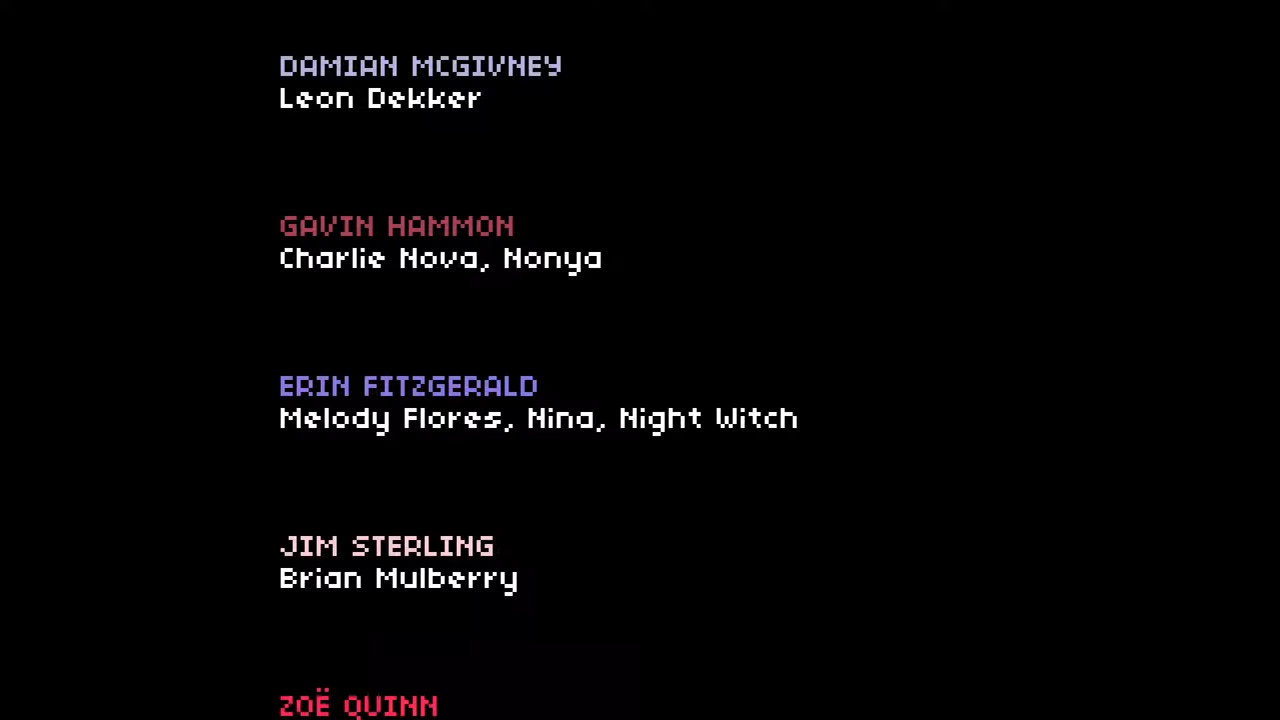 DAMIAN MCGIVNEY
Leon Dekker
GAVIN HAMMON
Charlie Nova, Nonya
ERIN FITZGERALD
Melody Flores, Nina, Night Witch
JIM STERLING
Brian Mulberry
ZOË QUINN